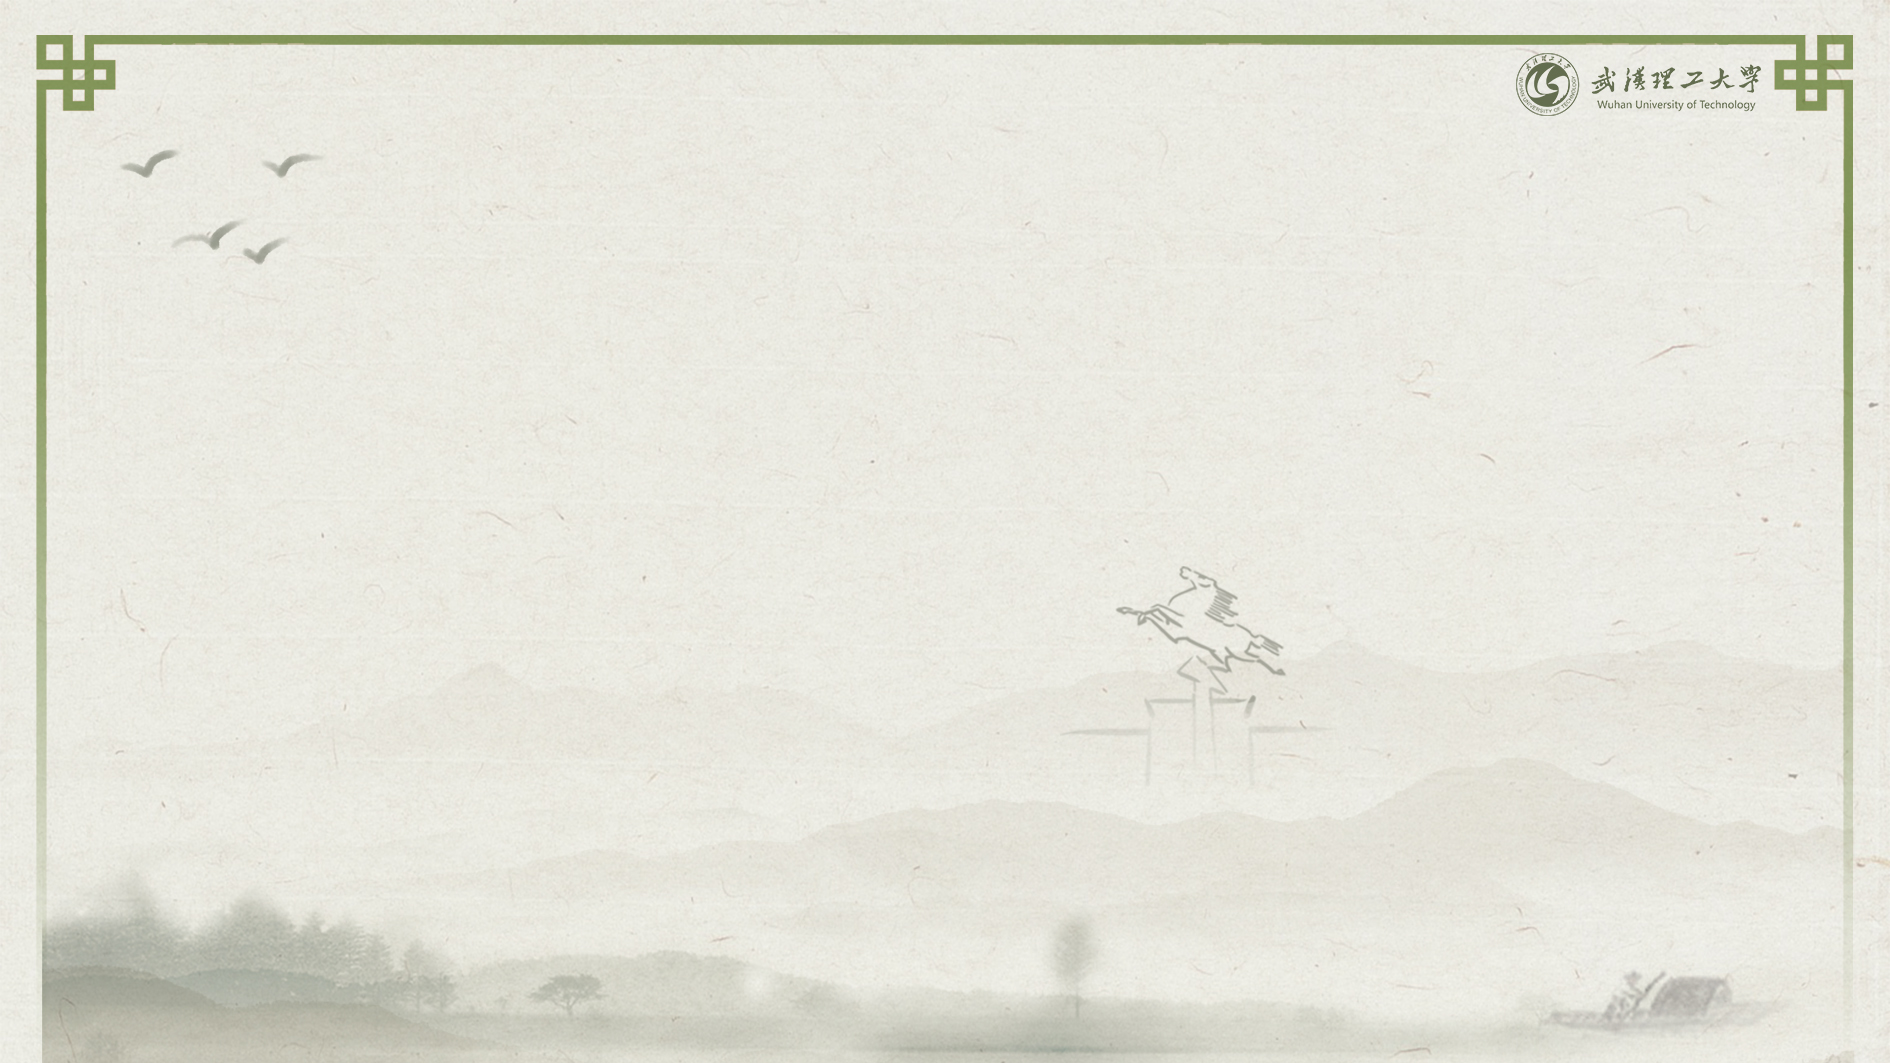 武漢理工大學
Wuhan University of Technology